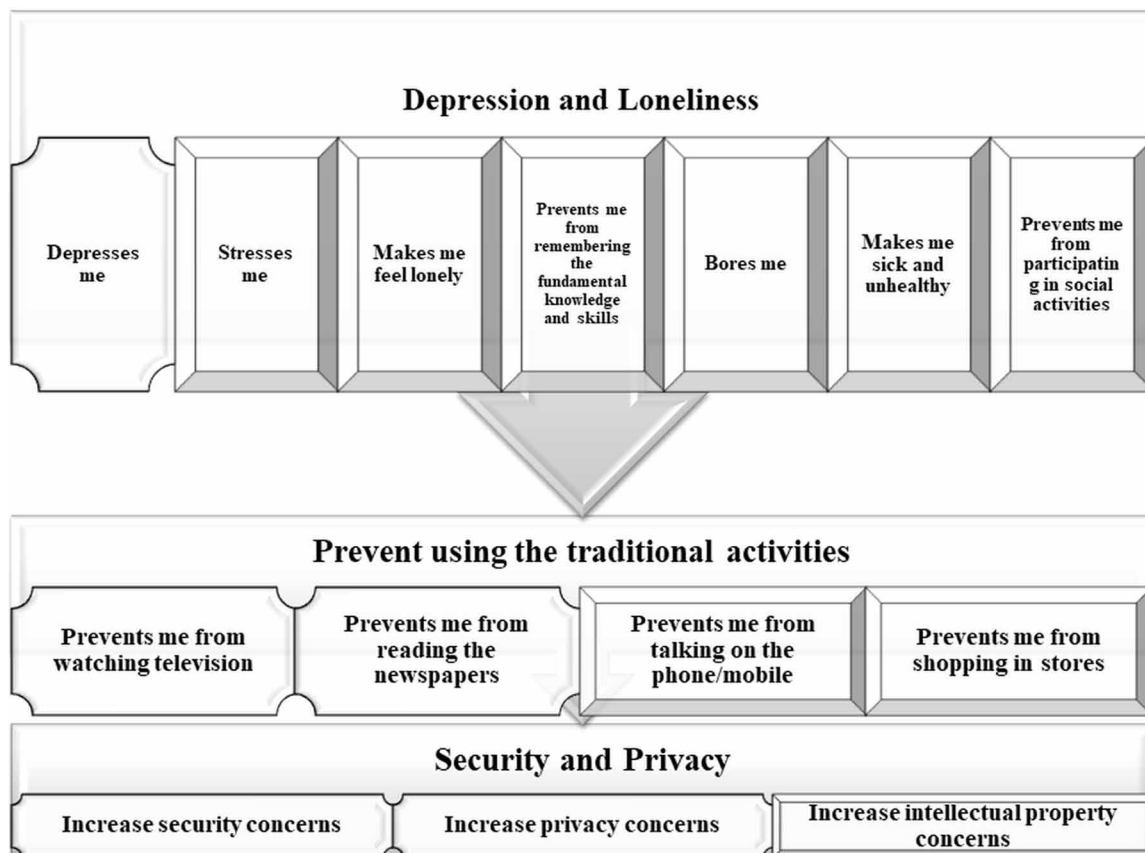 Depression and Loneliness
Depresses
me
Stresses
me
Makes me
feel lonely
Prevents me
from
remembering
the
fundamental
knowledge
and skills
Bores me
Makes me
sick and
unhealthy
Prevents me
from
participatin
g in social
activities
Prevent using the traditional activities
Prevents me from
watching television
Prevents me from
reading the
newspapers
Prevents me from
talking on the
phone/mobile
Prevents me from
shopping in stores
Security and Privacy
Increase security concerns
Increase privacy concerns
Increase intellectual property
concerns